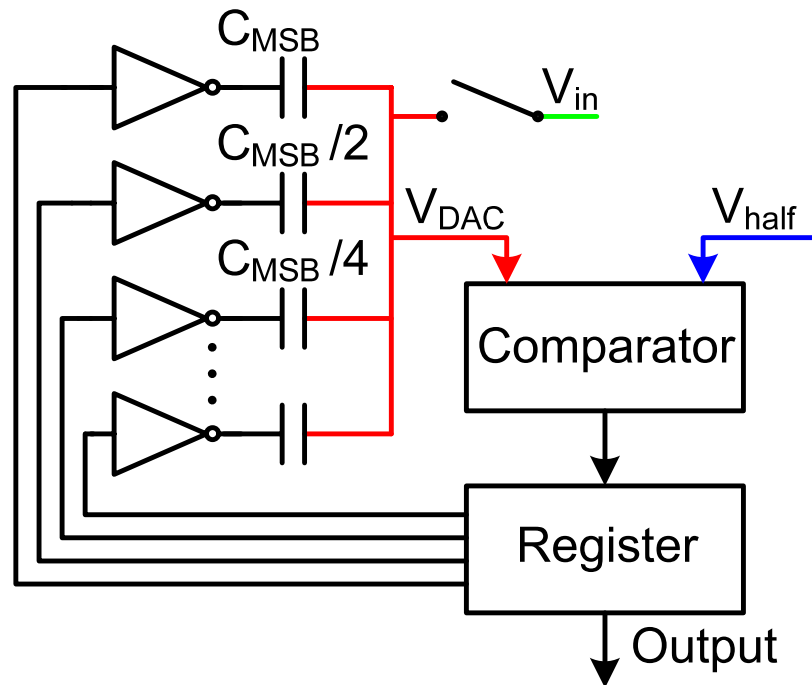 CMSB
Vin
CMSB /2
VDAC
Vhalf
CMSB /4
Comparator
Register
Output